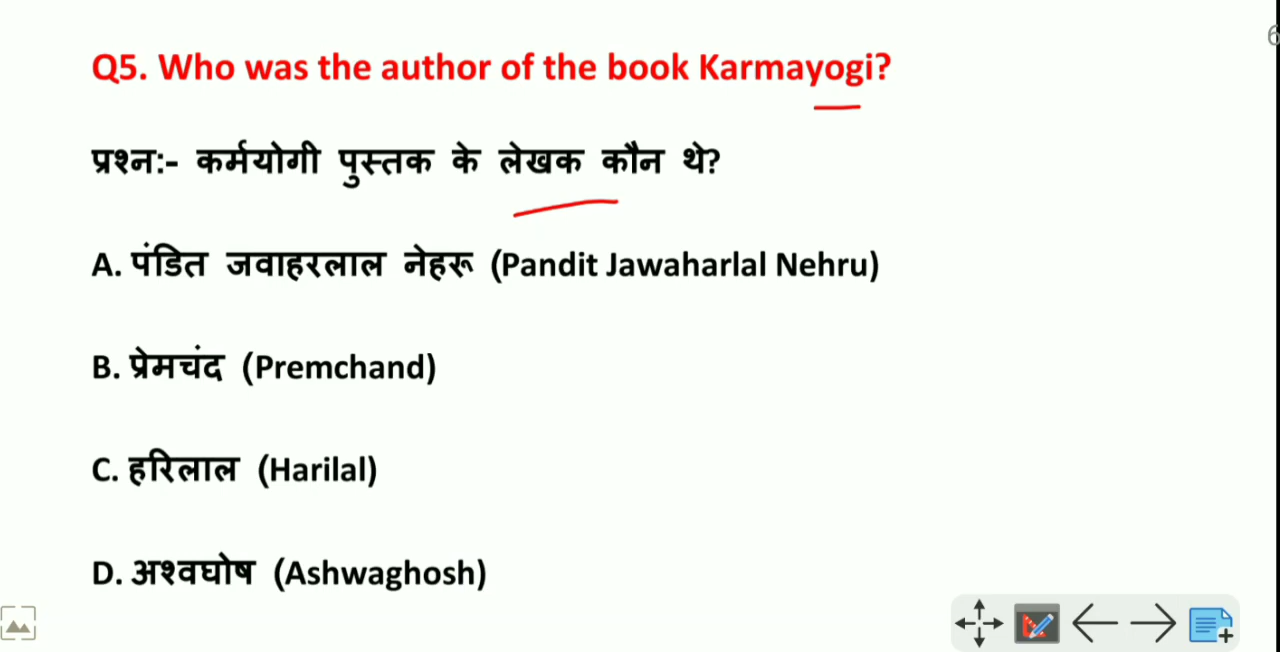 6
Q5. Who was the author of the book Karmayogi?
प्रश्न:- कर्मयोगी पुस्तक के लेखक कौन थे?
A. पंडित जवाहरलाल नेहरू (Pandit Jawaharlal Nehru)
B. प्रेमचंद (Premchand)
C. हरिलाल (Harilal)
D. अश्वघोष (Ashwaghosh)